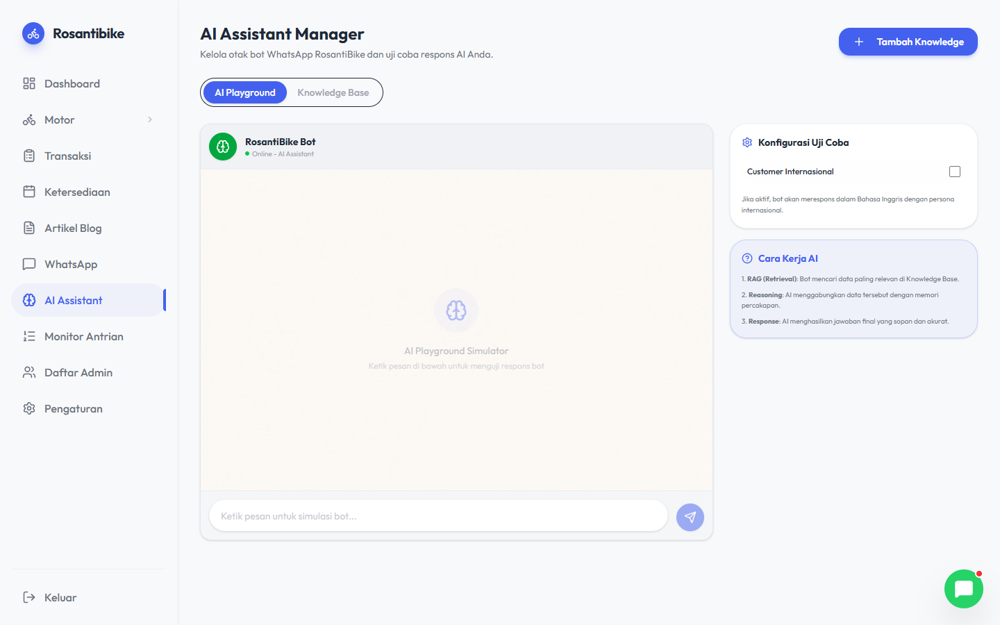 Rosantibike
Dashboard
Motor
Transaksi
Ketersediaan
Artikel Blog
WhatsApp
AI Assistant
Monitor Antrian
Daftar Admin
Pengaturan
Keluar
AI Assistant Manager
Kelola otak bot WhatsApp RosantiBike dan uji coba respons AI Anda.
Tambah Knowledge
AI Playground
Knowledge Base
RosantiBike Bot
Online - AI Assistant
AI Playground Simulator
Ketik pesan di bawah untuk menguji respons bot
Ketik pesan untuk simulasi bot...
Konfigurasi Uji Coba
Customer Internasional
Jika aktif, bot akan merespons dalam Bahasa Inggris dengan persona
internasional.
Cara Kerja AI
1. RAG (Retrieval): Bot mencari data paling relevan di Knowledge Base.
2. Reasoning: AI menggabungkan data tersebut dengan memori
percakapan.
3. Response: AI menghasilkan jawaban final yang sopan dan akurat.